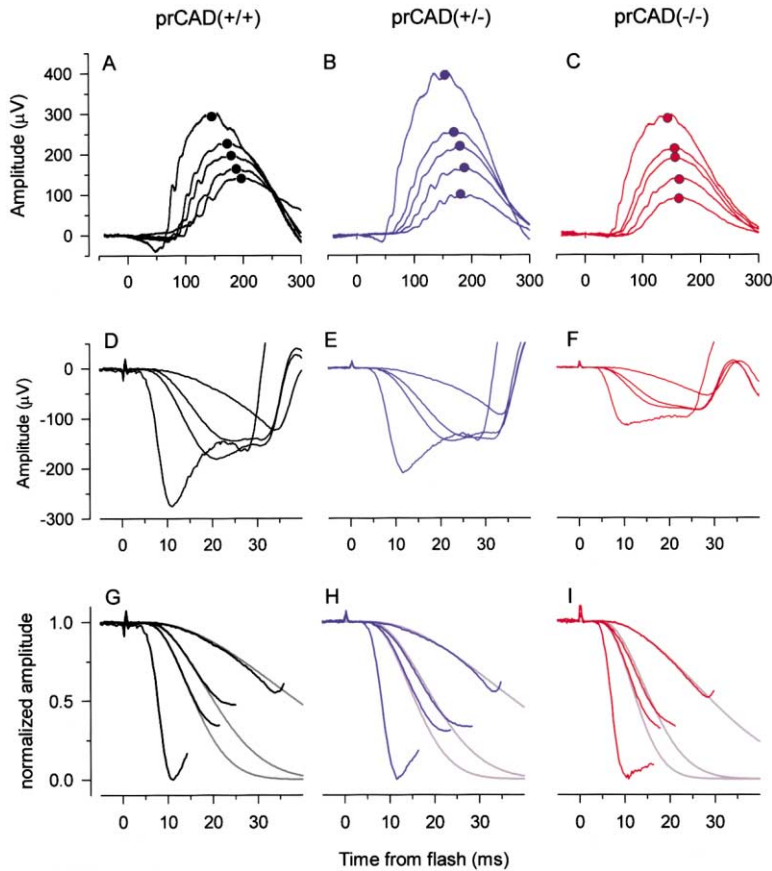 prCAD(+/+) prCAD(+/-) prCAD(-/-)
A B C
Amplitude (µV)
400
300
200
100
0
0 100 200 300 0 100 200 300 0 100 200 300
D E F
Amplitude (µV)
0
-100
-200
-300
0 10 20 30 0 10 20 30 0 10 20 30
G H I
normalized amplitude
1.0
0.5
0.0
0 10 20 30 0 10 20 30 0 10 20 30
Time from flash (ms)